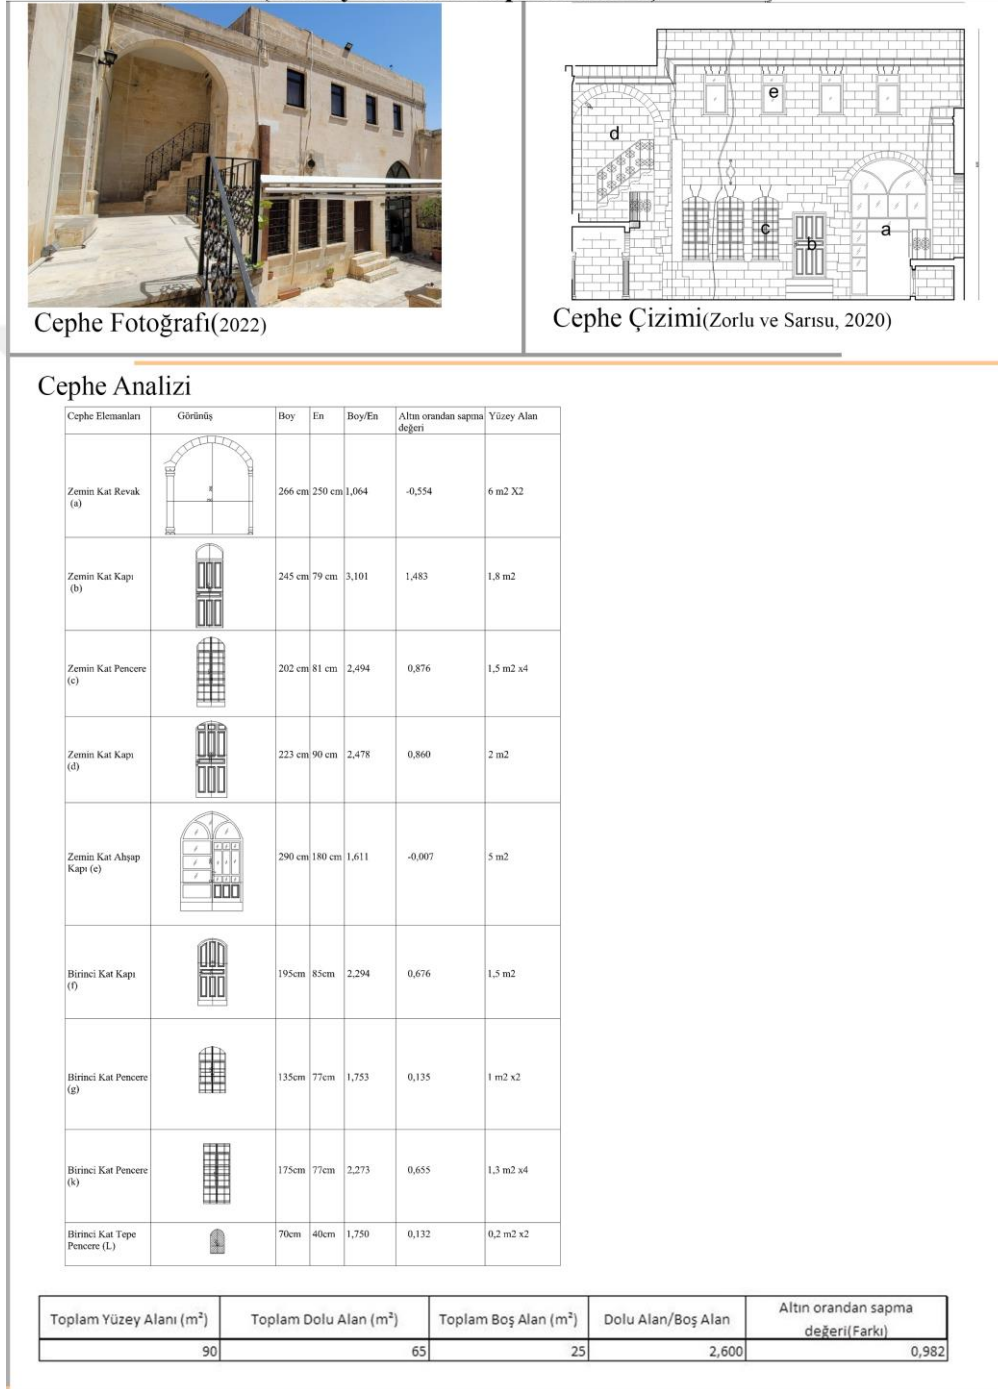 d
e
c
b
a
Cephe Fotoğrafı(2022)
Cephe Çizimi(Zorlu ve Sarısu, 2020)
Cephe Analizi
Cephe Elemanları Görünüş Boy En Boy/En Altın orandan sapma değeri Yüzey Alan
Zemin Kat Revak (a) 266 cm 250 cm 1,064 -0,554 6 m2 X2
Zemin Kat Kapı (b) 245 cm 79 cm 3,101 1,483 1,8 m2
Zemin Kat Pencere (c) 202 cm 81 cm 2,494 0,876 1,5 m2 x4
Zemin Kat Kapı (d) 223 cm 90 cm 2,478 0,860 2 m2
Zemin Kat Ahşap Kapı (e) 290 cm 180 cm 1,611 -0,007 5 m2
Birinci Kat Kapı (f) 195cm 85cm 2,294 0,676 1,5 m2
Birinci Kat Pencere (g) 135cm 77cm 1,753 0,135 1 m2 x2
Birinci Kat Pencere (k) 175cm 77cm 2,273 0,655 1,3 m2 x4
Birinci Kat Tepe Pencere (L) 70cm 40cm 1,750 0,132 0,2 m2 x2
Toplam Yüzey Alanı (m²) Toplam Dolu Alan (m²) Toplam Boş Alan (m²) Dolu Alan/Boş Alan Altın orandan sapma değeri(Farkı)
90 65 25 2,600 0,982